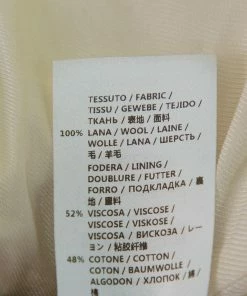 TESSUTO / FABRIC /
TISSU / GEWEBE / TEJIDO /
ТКАНЬ / 裏地 / 面料
100% LANA / WOOL / LAINE /
WOLLE / LANA / ШЕРСТЬ /
毛 / 羊毛
FODERA / LINING /
DOUBLURE / FUTTER /
FORRO / ПОДКЛАДКА / 裏
地 / 里料
52% VISCOSA / VISCOSE /
VISCOSE / VISKOSE /
VISCOSA / ВИСКОЗА / レー
ヨン / 粘胶纤维
48% COTONE / COTTON /
COTON / BAUMWOLLE /
ALGODON / ХЛОПОК / 綿 /
棉